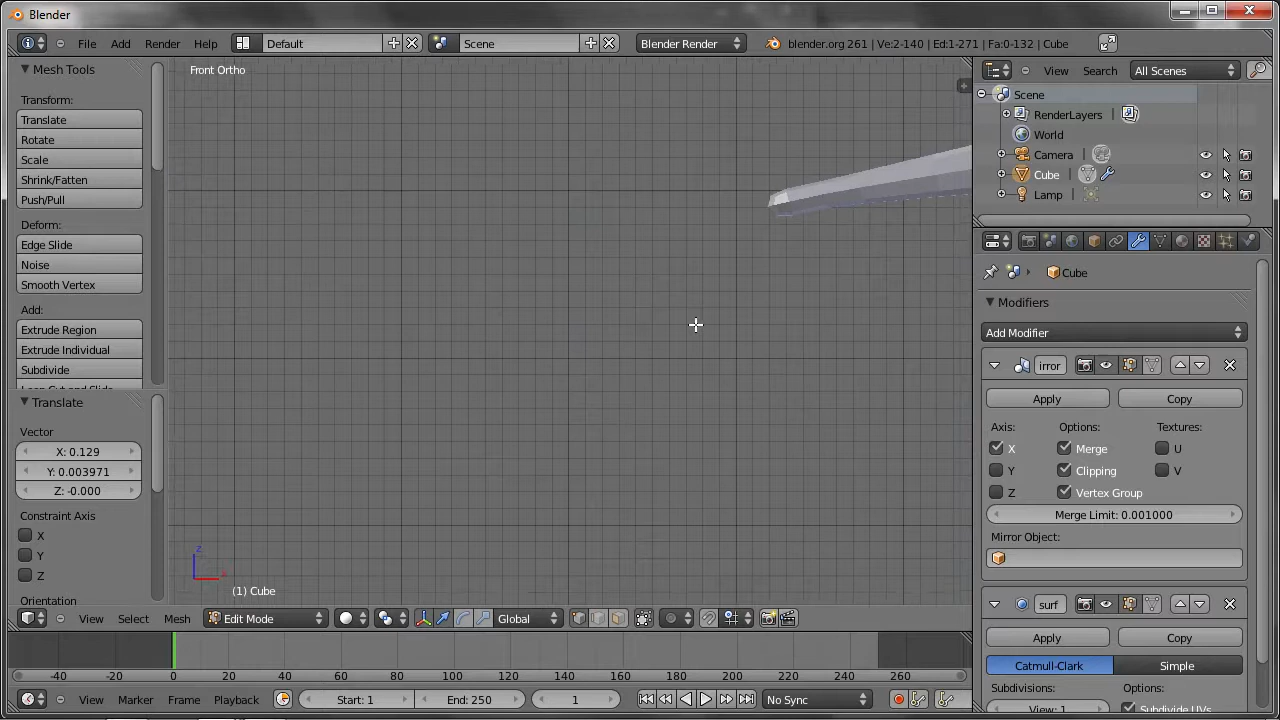 Blender
File Add Render Help Default Scene Blender Render blender.org 261 | Ve:2-140 | Ed:1-271 | Fa:0-132 | Cube
Mesh Tools
Transform:
Translate
Rotate
Scale
Shrink/Fatten
Push/Pull
Deform:
Edge Slide
Noise
Smooth Vertex
Add:
Extrude Region
Extrude Individual
Subdivide
Loop Cut and Slide
Translate
Vector
X: 0.129
Y: 0.003971
Z: -0.000
Constraint Axis
X
Y
Z
Orientation
Front Ortho
z
x
(1) Cube
View Select Mesh Edit Mode Global
-40 -20 0 20 40 60 80 100 120 140 160 180 200 220 240 260
View Marker Frame Playback Start: 1 End: 250 1 No Sync
View Search All Scenes
Scene
RenderLayers |
World
Camera |
Cube |
Lamp |
Cube
Modifiers
Add Modifier
irror
Apply Copy
Axis: Options: Textures:
X Merge U
Y Clipping V
Z Vertex Group
Merge Limit: 0.001000
Mirror Object:
surf
Apply Copy
Catmull-Clark Simple
Subdivisions: Options:
View: 1 Subdivide UVs